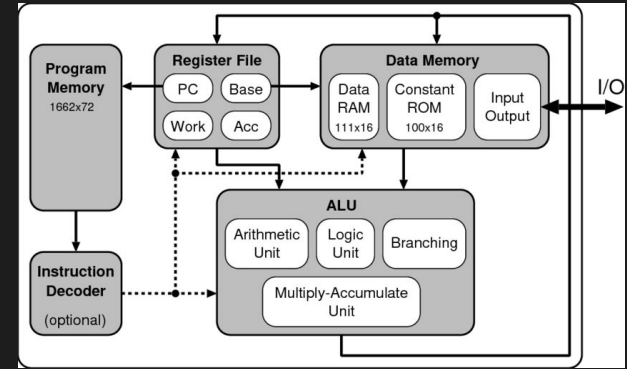 Program
Memory
1662x72
Register File
PC
Base
Work
Acc
Data Memory
Data
RAM
111x16
Constant
ROM
100x16
Input
Output
I/O
Instruction
Decoder
(optional)
ALU
Arithmetic
Unit
Logic
Unit
Branching
Multiply-Accumulate
Unit